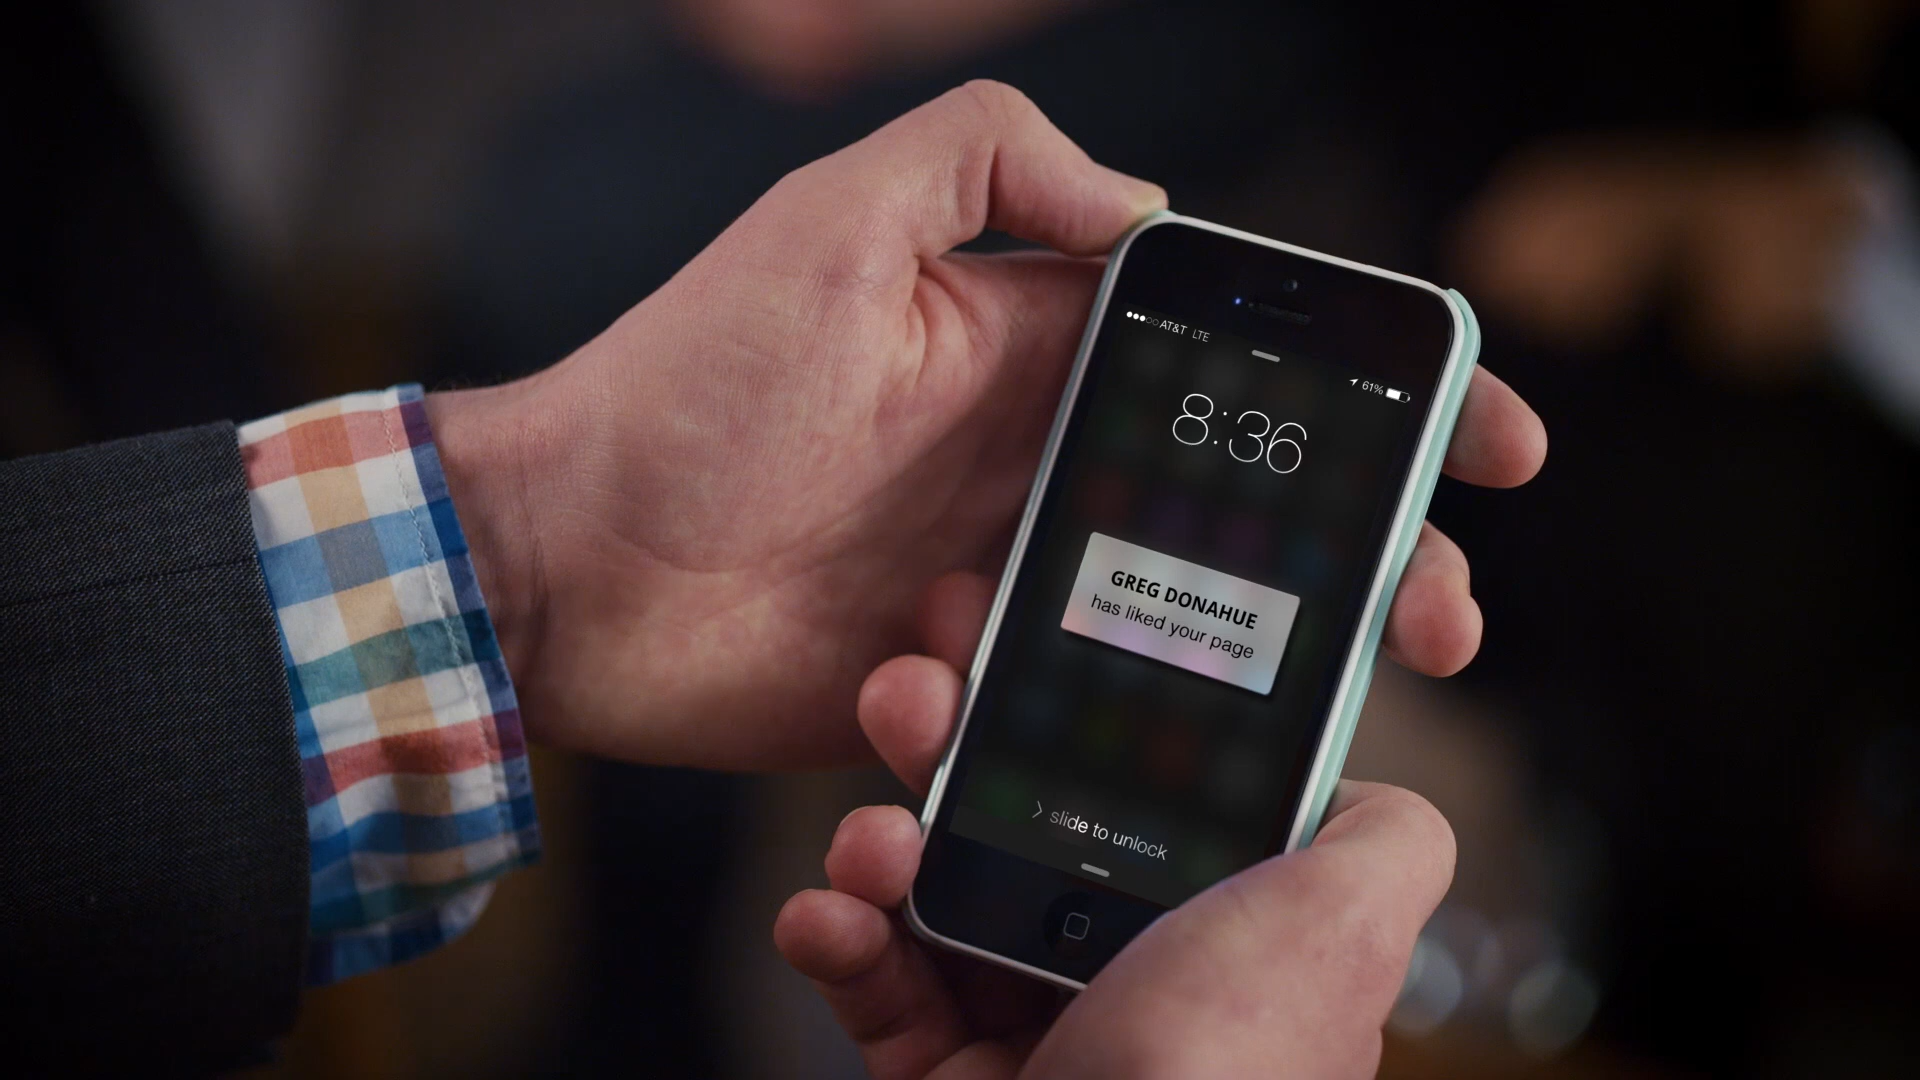 AT&T LTE
61%
8:36
GREG DONAHUE
has liked your page
> slide to unlock